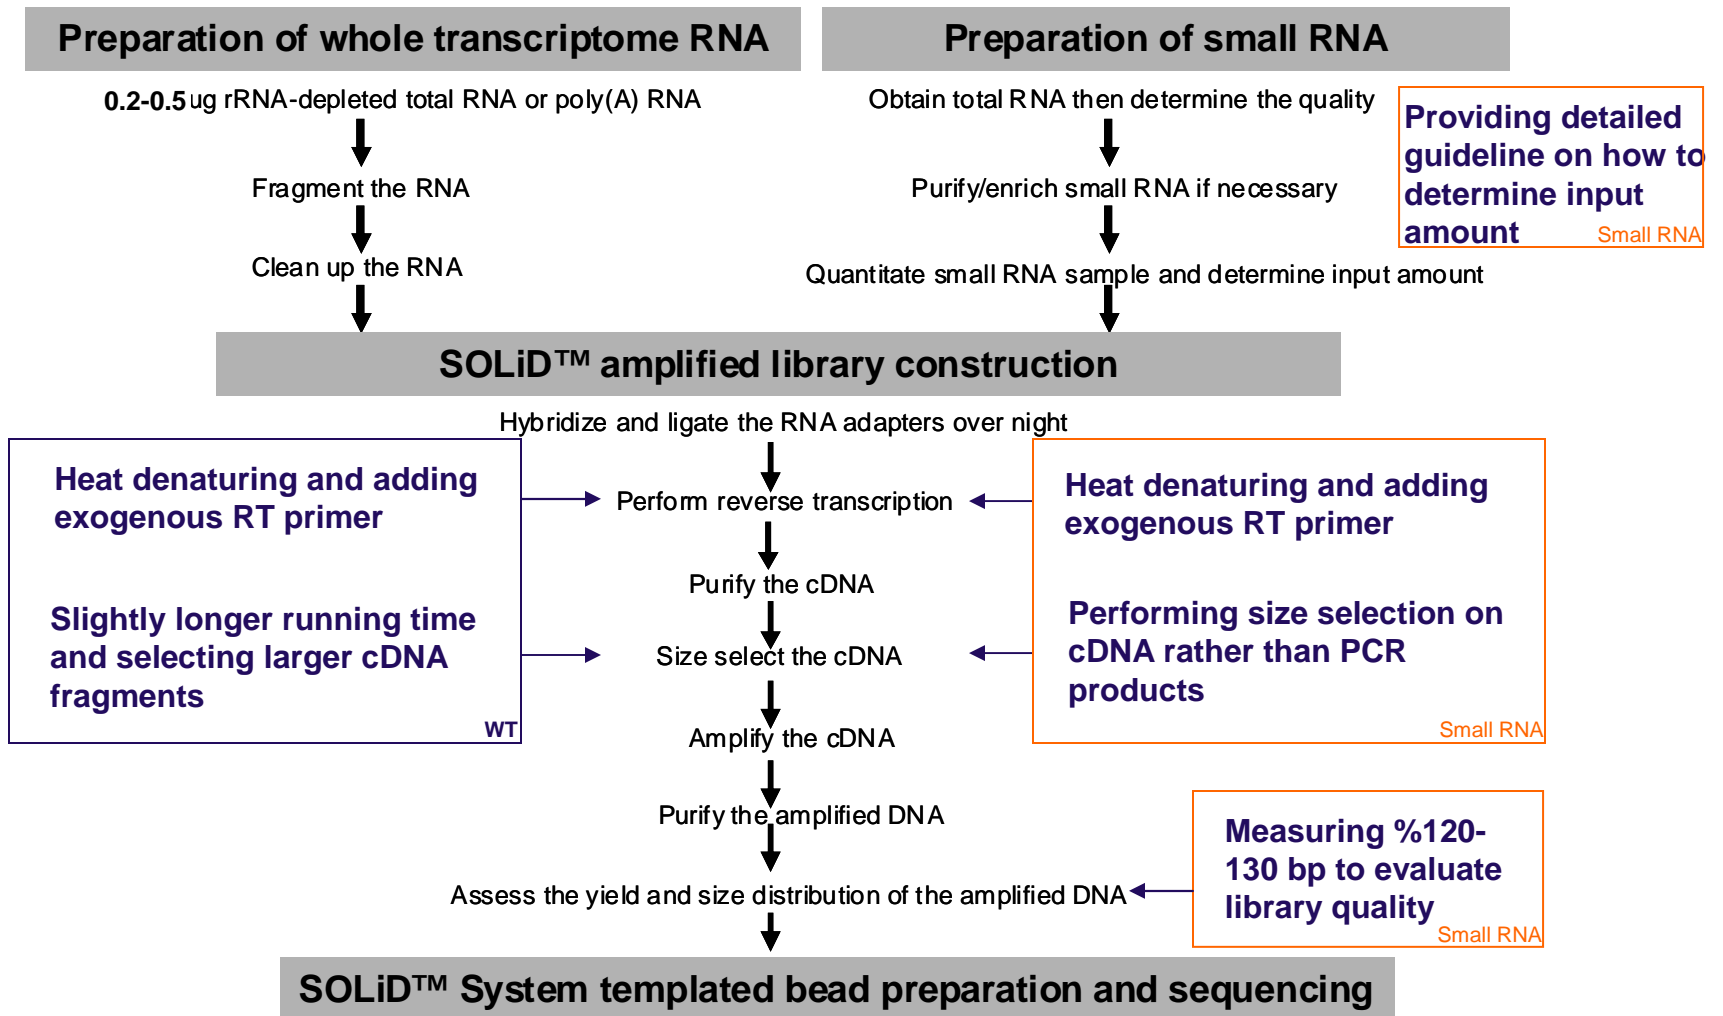 Preparation of whole transcriptome RNA
Preparation of small RNA
0.2-0.5ug rRNA-depleted total RNA or poly(A) RNA
Fragment the RNA
Clean up the RNA
Obtain total RNA then determine the quality
Purify/enrich small RNA if necessary
Quantitate small RNA sample and determine input amount
Providing detailed
guideline on how to
determine input
amount
Small RNA
SOLiD™ amplified library construction
Hybridize and ligate the RNA adapters over night
Perform reverse transcription
Purify the cDNA
Size select the cDNA
Amplify the cDNA
Purify the amplified DNA
Assess the yield and size distribution of the amplified DNA
Heat denaturing and adding
exogenous RT primer
Slightly longer running time
and selecting larger cDNA
fragments
WT
Heat denaturing and adding
exogenous RT primer
Performing size selection on
cDNA rather than PCR
products
Small RNA
Measuring %120-
130 bp to evaluate
library quality
Small RNA
SOLiD™ System templated bead preparation and sequencing